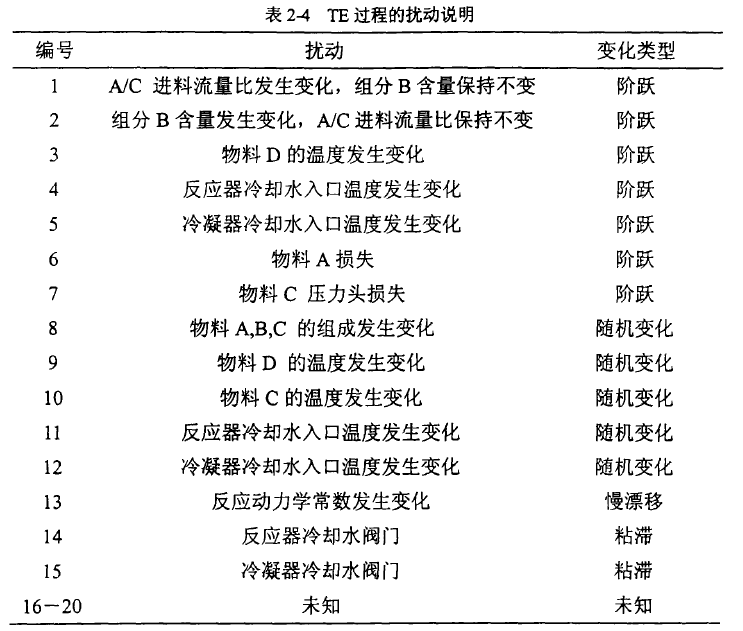 表 2-4 TE 过程的扰动说明
编号 扰动 变化类型
1 A/C 进料流量比发生变化，组分 B 含量保持不变 阶跃
2 组分 B 含量发生变化，A/C 进料流量比保持不变 阶跃
3 物料 D 的温度发生变化 阶跃
4 反应器冷却水入口温度发生变化 阶跃
5 冷凝器冷却水入口温度发生变化 阶跃
6 物料 A 损失 阶跃
7 物料 C 压力头损失 阶跃
8 物料 A,B,C 的组成发生变化 随机变化
9 物料 D 的温度发生变化 随机变化
10 物料 C 的温度发生变化 随机变化
11 反应器冷却水入口温度发生变化 随机变化
12 冷凝器冷却水入口温度发生变化 随机变化
13 反应动力学常数发生变化 慢漂移
14 反应器冷却水阀门 粘滞
15 冷凝器冷却水阀门 粘滞
16－20 未知 未知